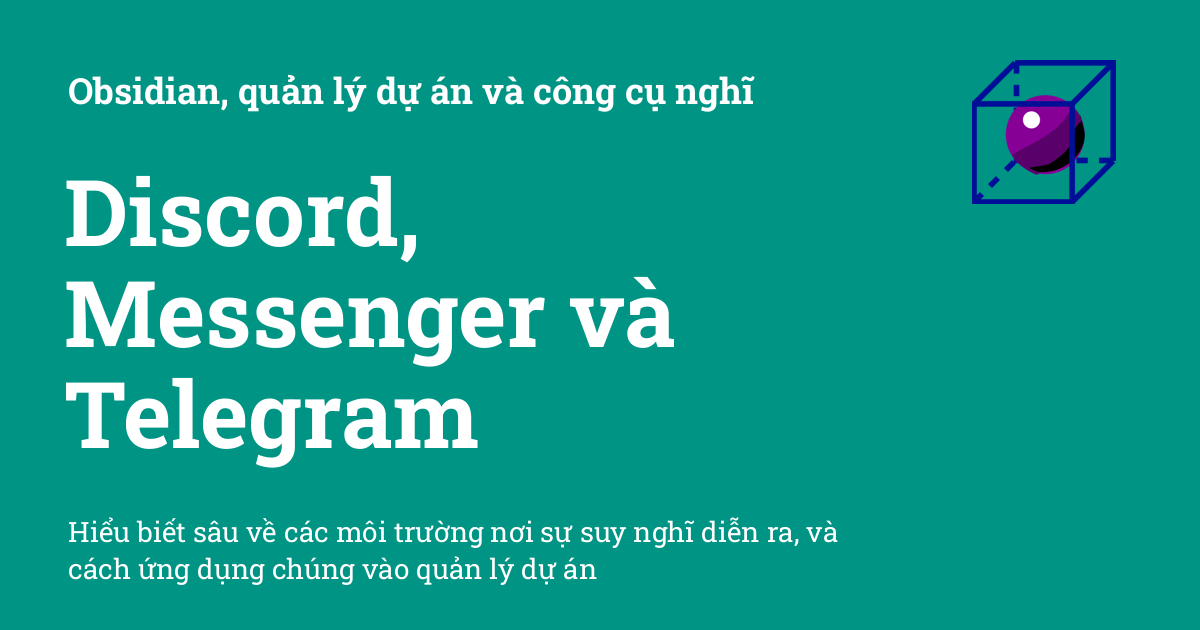 Obsidian, quản lý dự án và công cụ nghĩ
Discord,
Messenger và
Telegram
Hiểu biết sâu về các môi trường nơi sự suy nghĩ diễn ra, và
cách ứng dụng chúng vào quản lý dự án